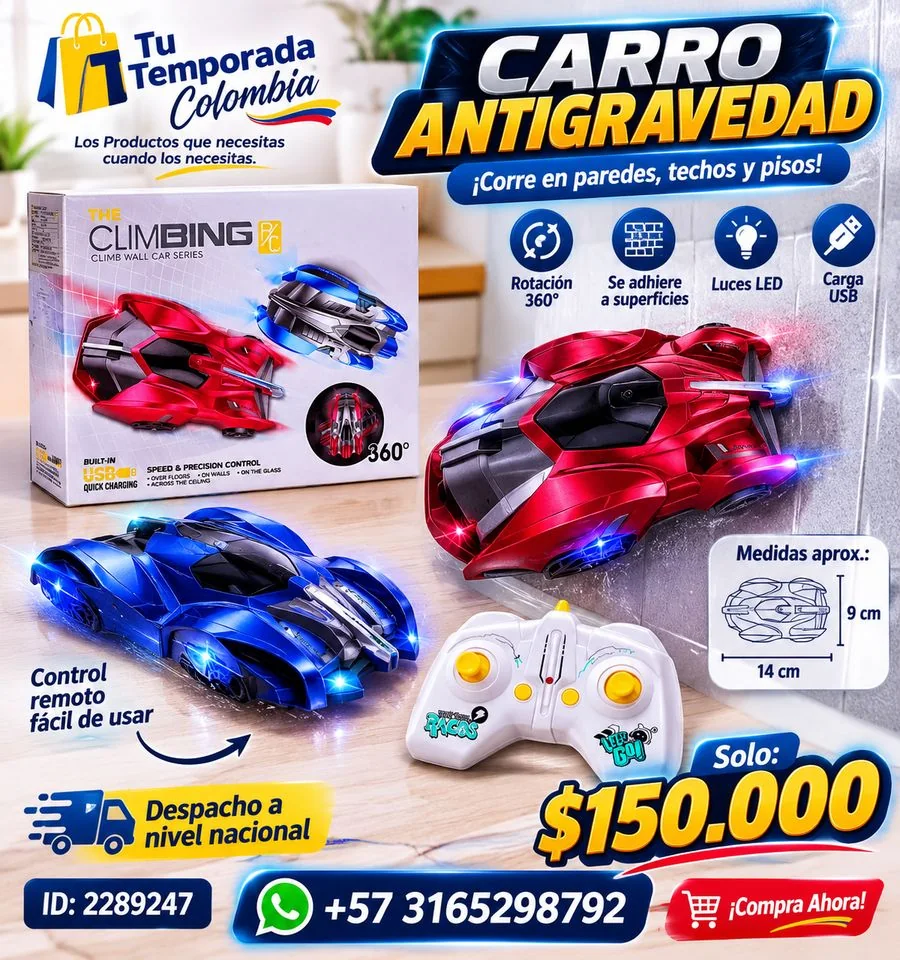 Tu
Temporada
Colombia
Los Productos que necesitas
cuando los necesitas.
CARRO
ANTIGRAVEDAD
¡Corre en paredes, techos y pisos!
Rotación
360°
Se adhiere
a superficies
Luces LED
Carga
USB
THE
CLIMBING R/C
CLIMB WALL CAR SERIES
360°
BUILT-IN
USB
QUICK CHARGING
SPEED & PRECISION CONTROL
• OVER FLOORS • ON WALLS • ON THE GLASS
• ACROSS THE CEILING
Medidas aprox.:
9 cm
14 cm
Control
remoto
fácil de usar
Solo:
$150.000
Despacho a
nivel nacional
ID: 2289247
+57 3165298792
¡Compra Ahora!